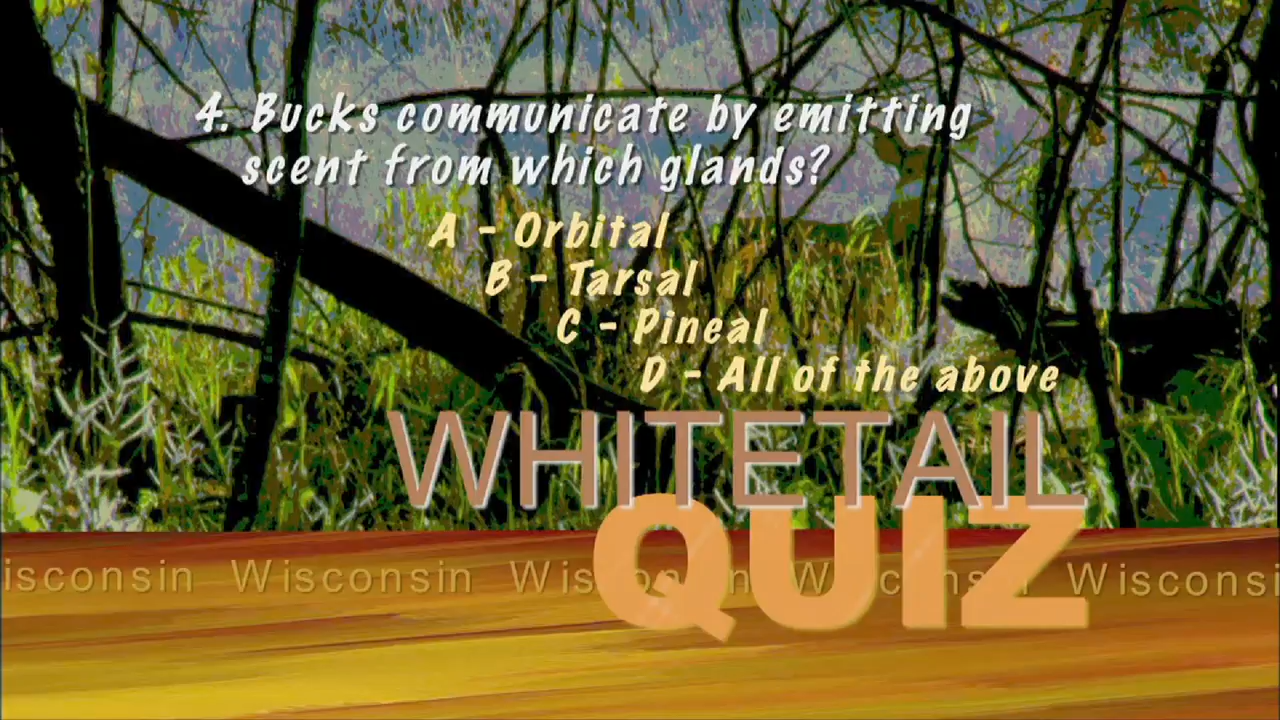 4. Bucks communicate by emitting
scent from which glands?
A - Orbital
B - Tarsal
C - Pineal
D - All of the above
WHITETAIL
QUIZ
isconsin Wisconsin Wisconsin Wisconsin Wisconsi